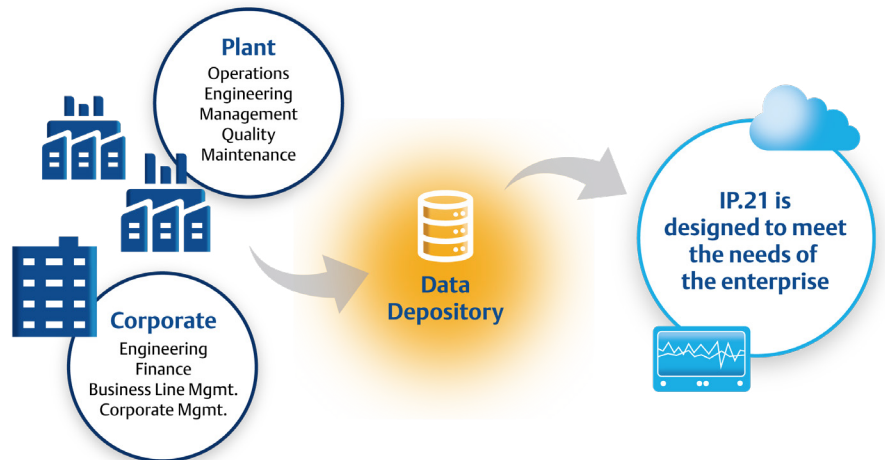 Plant
Operations
Engineering
Management
Quality
Maintenance
Corporate
Engineering
Finance
Business Line Mgmt.
Corporate Mgmt.
Data
Depository
IP.21 is
designed to meet
the needs of
the enterprise